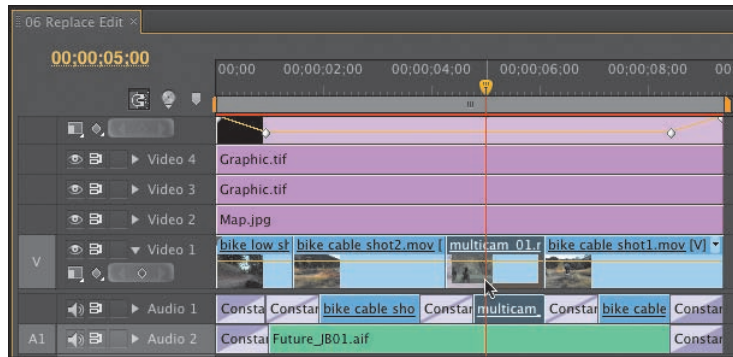 06 Replace Edit ×
00;00;05;00
00;00 00;00;02;00 00;00;04;00 00;00;06;00 00;00;08;00 00
Video 4 Graphic.tif
Video 3 Graphic.tif
Video 2 Map.jpg
V Video 1 bike low sh bike cable shot2.mov [ multicam_01.r bike cable shot1.mov [V]
Audio 1 Consta Constar bike cable sho Constar multicam_ Constar bike cable Constar
A1 Audio 2 Constar Future_JB01.aif Constar